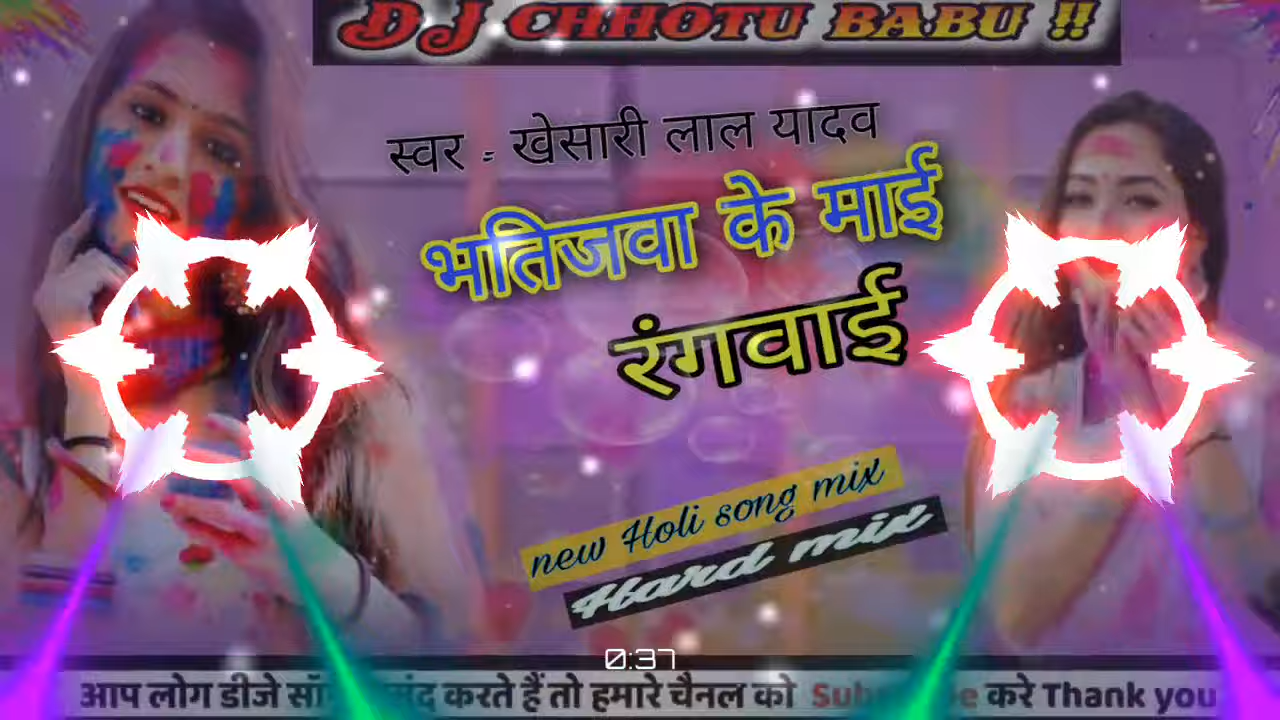 DJ CHHOTU BABU !!
स्वर - खेसारी लाल यादव
भतिजवा के माई
रंगवाई
new Holi song mix
Hard mix
0:37
आप लोग डीजे करते हैं तो हमारे चैनल को करे Thank you